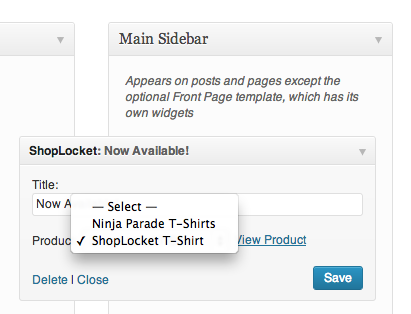 Main Sidebar
Appears on posts and pages except the
optional Front Page template, which has its
own widgets
ShopLocket: Now Available!
Title:
Now A
— Select —
Ninja Parade T-Shirts
Produc ✓ ShopLocket T-Shirt View Product
Delete | Close
Save